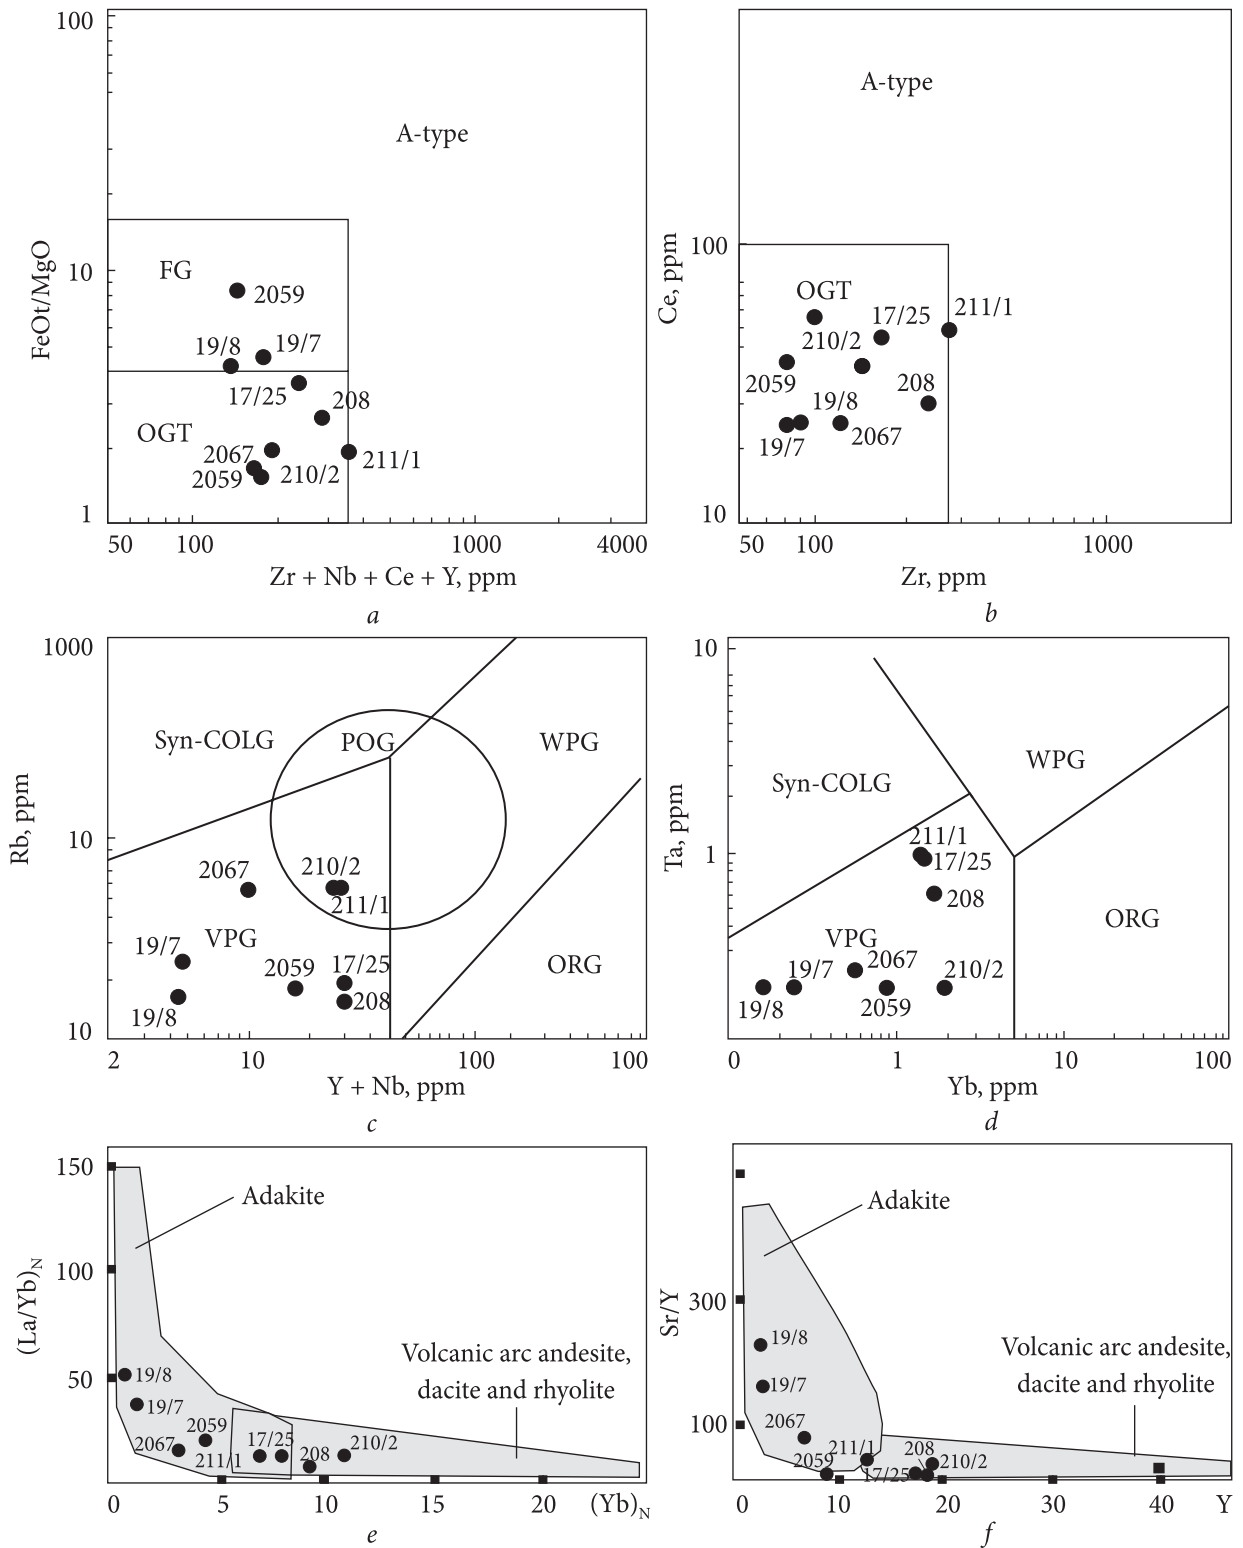 100
10
1
FeOt/MgO
A-type
FG
2059
19/8
19/7
17/25
208
OGT
2067
2059
210/2
211/1
50 100 1000 4000
Zr + Nb + Ce + Y, ppm
a
100
10
Ce, ppm
A-type
OGT
211/1
17/25
210/2
2059
208
19/8
19/7
2067
50 100 1000
Zr, ppm
b
1000
10
10
Rb, ppm
Syn-COLG
POG
WPG
2067
210/2
211/1
VPG
19/7
2059
17/25
ORG
208
19/8
2 10 100 100
Y + Nb, ppm
c
10
1
Ta, ppm
WPG
Syn-COLG
211/1
17/25
208
ORG
VPG
2067
19/7
210/2
19/8
2059
0 1 10 100
Yb, ppm
d
150
100
50
(La/Yb)N
Adakite
Volcanic arc andesite,
dacite and rhyolite
19/8
19/7
2059
2067
17/25
210/2
211/1
208
0 5 10 20 (Yb)N
e
300
100
Sr/Y
Adakite
Volcanic arc andesite,
dacite and rhyolite
19/8
19/7
2067
211/1
208
2059
210/2
17/25
0 10 20 30 40 Y
f